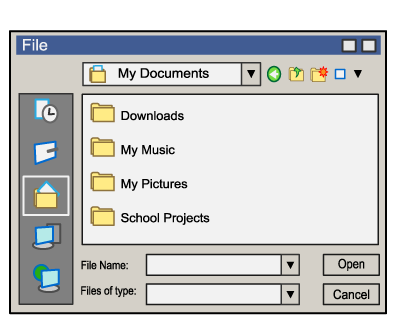 File
My Documents
Downloads
My Music
My Pictures
School Projects
File Name:
Open
Files of type:
Cancel